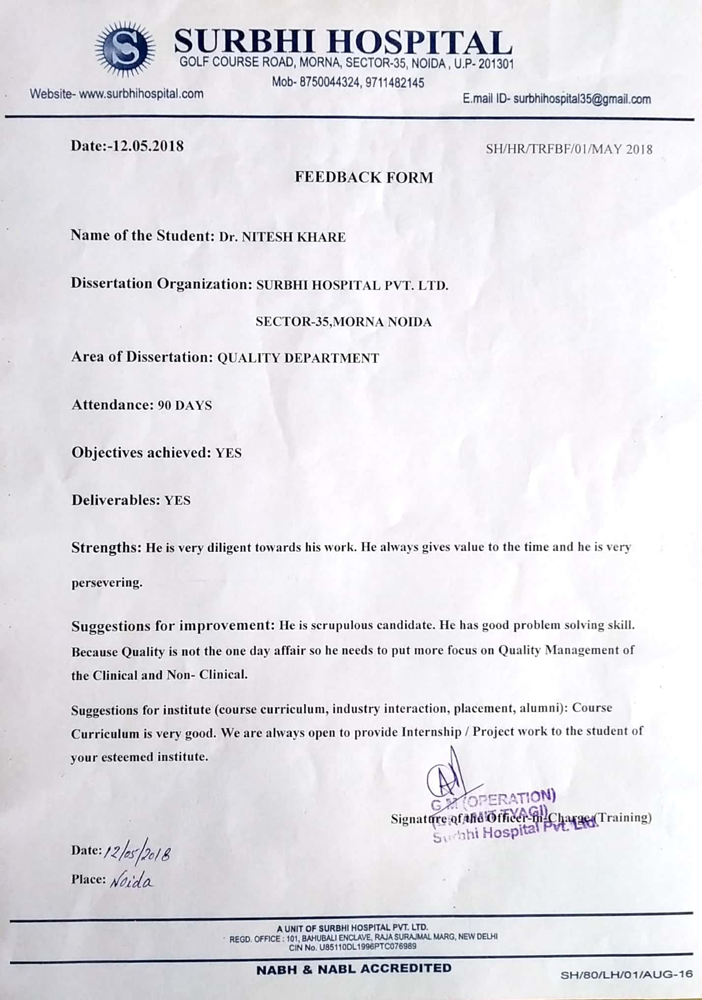 S
SURBHI HOSPITAL
GOLF COURSE ROAD, MORNA, SECTOR-35, NOIDA , U.P- 201301
Mob- 8750044324, 9711482145
Website- www.surbhihospital.com
E.mail ID- surbhihospital35@gmail.com
Date:-12.05.2018
SH/HR/TRFBF/01/MAY 2018
FEEDBACK FORM
Name of the Student: Dr. NITESH KHARE
Dissertation Organization: SURBHI HOSPITAL PVT. LTD.
SECTOR-35,MORNA NOIDA
Area of Dissertation: QUALITY DEPARTMENT
Attendance: 90 DAYS
Objectives achieved: YES
Deliverables: YES
Strengths: He is very diligent towards his work. He always gives value to the time and he is very
persevering.
Suggestions for improvement: He is scrupulous candidate. He has good problem solving skill.
Because Quality is not the one day affair so he needs to put more focus on Quality Management of
the Clinical and Non- Clinical.
Suggestions for institute (course curriculum, industry interaction, placement, alumni): Course
Curriculum is very good. We are always open to provide Internship / Project work to the student of
your esteemed institute.
G.M (OPERATION)
AMIT TYAGI)
Signature of the Officer-in-Charge (Training)
Surbhi Hospital Pvt. Ltd.
Date: 12/05/2018
Place: Noida
A UNIT OF SURBHI HOSPITAL PVT. LTD.
REGD. OFFICE : 101, BAHUBALI ENCLAVE, RAJA SURAJMAL MARG, NEW DELHI
CIN No. U85110DL1996PTC076989
NABH & NABL ACCREDITED
SH/80/LH/01/AUG-16